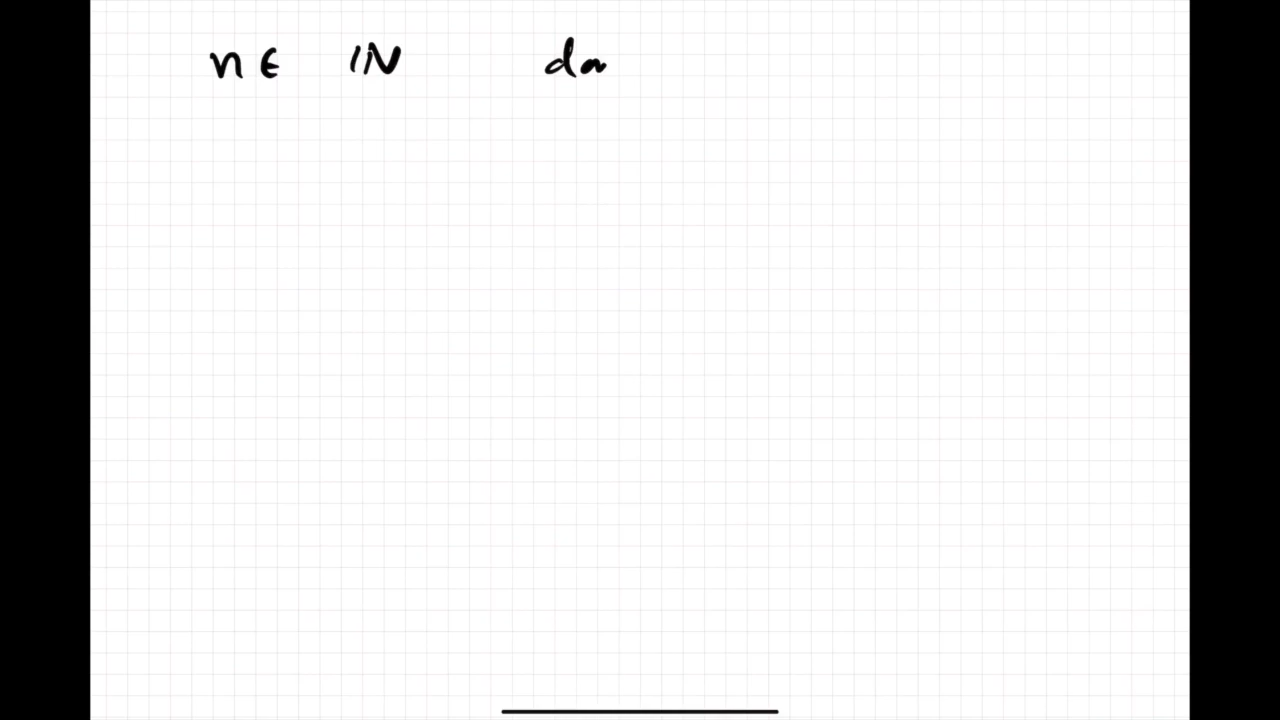 n ∈ ℕ da